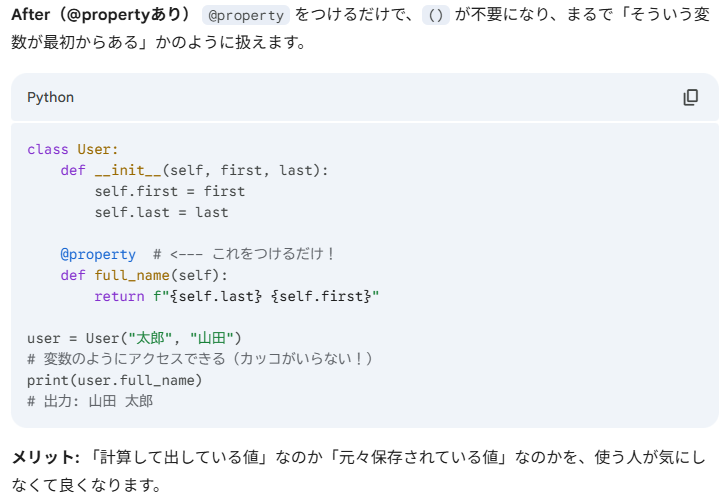 After（@propertyあり） @property をつけるだけで、 () が不要になり、まるで「そういう変
数が最初からある」かのように扱えます。
Python
class User:
    def __init__(self, first, last):
        self.first = first
        self.last = last
    @property  # <--- これをつけるだけ！
    def full_name(self):
        return f"{self.last} {self.first}"
user = User("太郎", "山田")
# 変数のようにアクセスできる（カッコがいらない！）
print(user.full_name)
# 出力: 山田 太郎
メリット: 「計算して出している値」なのか「元々保存されている値」なのかを、使う人が気にし
なくて良くなります。